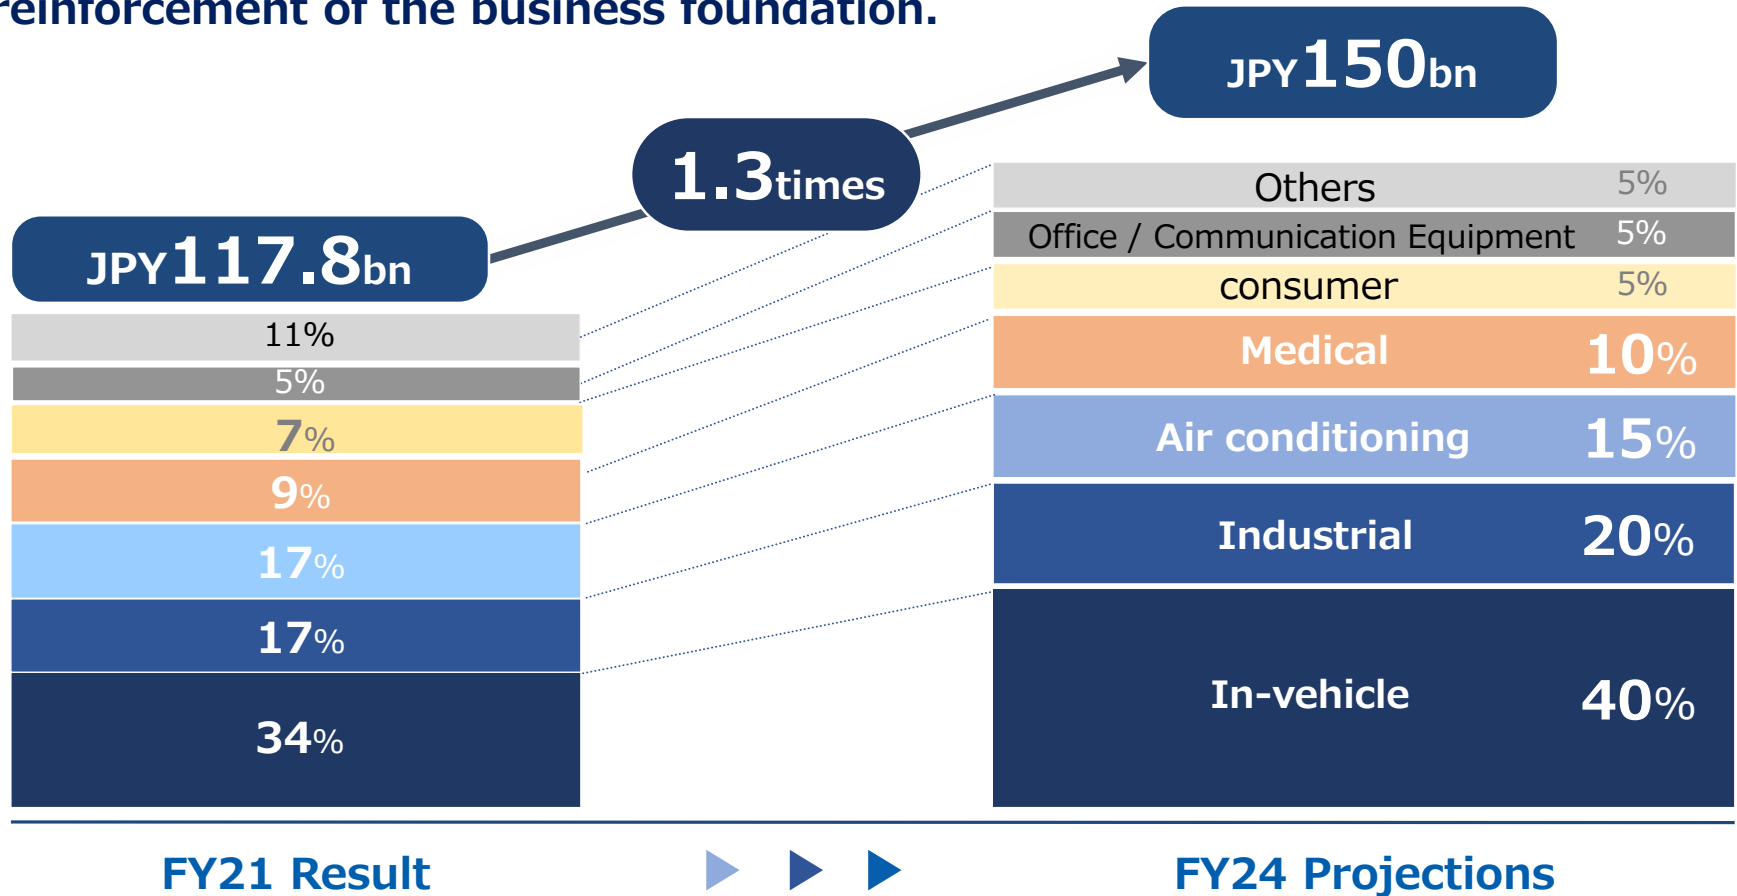 reinforcement of the business foundation.
JPY150bn
1.3times
JPY117.8bn
11%
5%
7%
9%
17%
17%
34%
Others 5%
Office / Communication Equipment 5%
consumer 5%
Medical 10%
Air conditioning 15%
Industrial 20%
In-vehicle 40%
FY21 Result
FY24 Projections